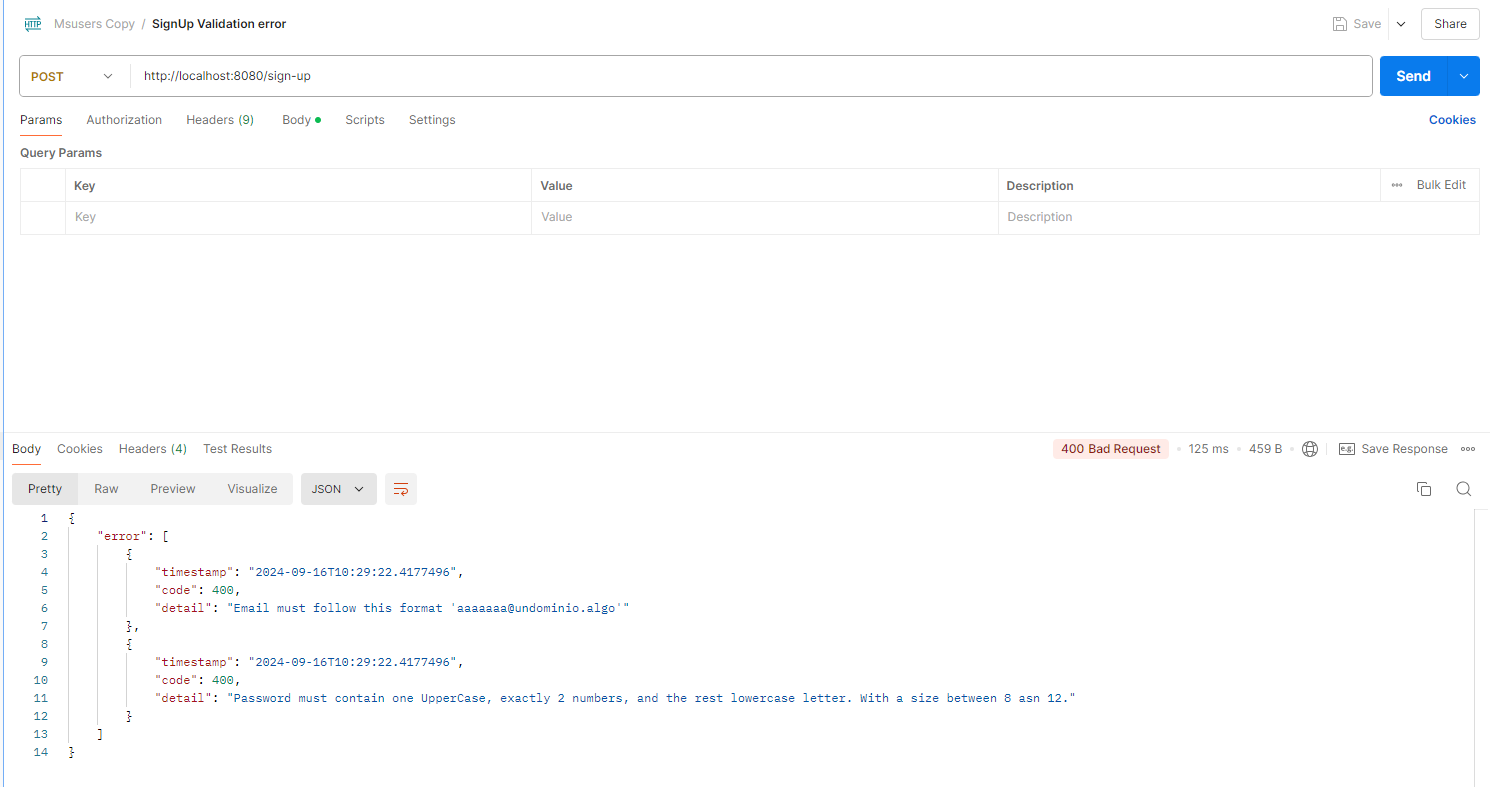 HTTP Msusers Copy / SignUp Validation error Save Share
POST http://localhost:8080/sign-up Send
Params Authorization Headers (9) Body Scripts Settings Cookies
Query Params
Key Value Description Bulk Edit
Key Value Description
Body Cookies Headers (4) Test Results 400 Bad Request 125 ms 459 B e.g. Save Response
Pretty Raw Preview Visualize JSON
1 {
2 "error": [
3 {
4 "timestamp": "2024-09-16T10:29:22.4177496",
5 "code": 400,
6 "detail": "Email must follow this format 'aaaaaaa@undominio.algo'"
7 },
8 {
9 "timestamp": "2024-09-16T10:29:22.4177496",
10 "code": 400,
11 "detail": "Password must contain one UpperCase, exactly 2 numbers, and the rest lowercase letter. With a size between 8 asn 12."
12 }
13 ]
14 }